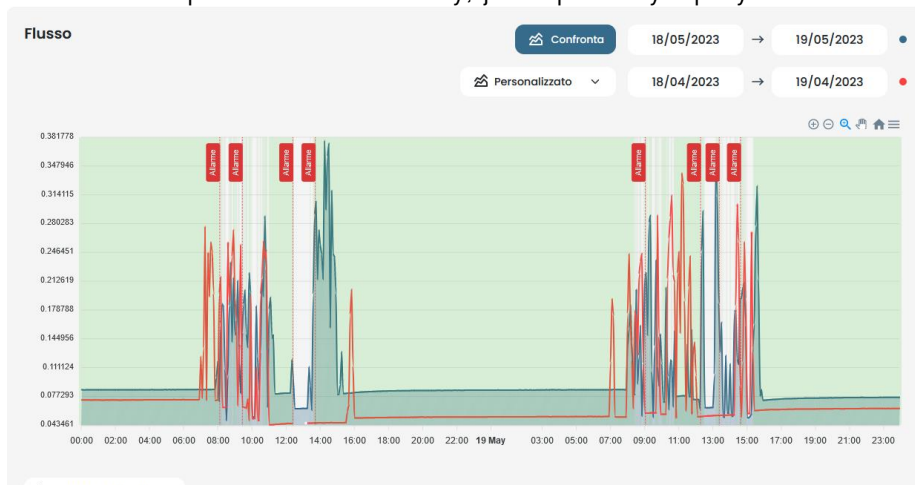 Flusso
Confronta
18/05/2023 → 19/05/2023
Personalizzato
18/04/2023 → 19/04/2023
0.381778
0.347946
0.314115
0.280283
0.246451
0.212619
0.178788
0.144956
0.111124
0.077293
0.043461
Allarme
Allarme
Allarme
Allarme
Allarme
Allarme
Allarme
Allarme
00:00 02:00 04:00 06:00 08:00 10:00 12:00 14:00 16:00 18:00 20:00 22:00 19 May 03:00 05:00 07:00 09:00 11:00 13:00 15:00 17:00 19:00 21:00 23:00